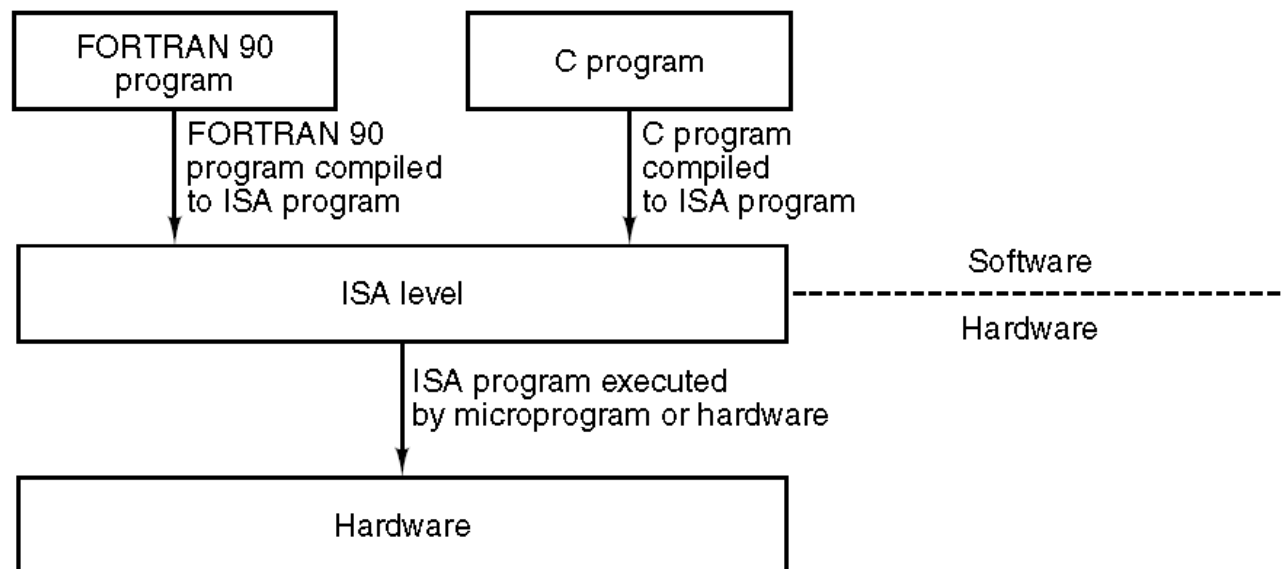 FORTRAN 90
program
C program
FORTRAN 90
program compiled
to ISA program
C program
compiled
to ISA program
ISA level
Software
Hardware
ISA program executed
by microprogram or hardware
Hardware